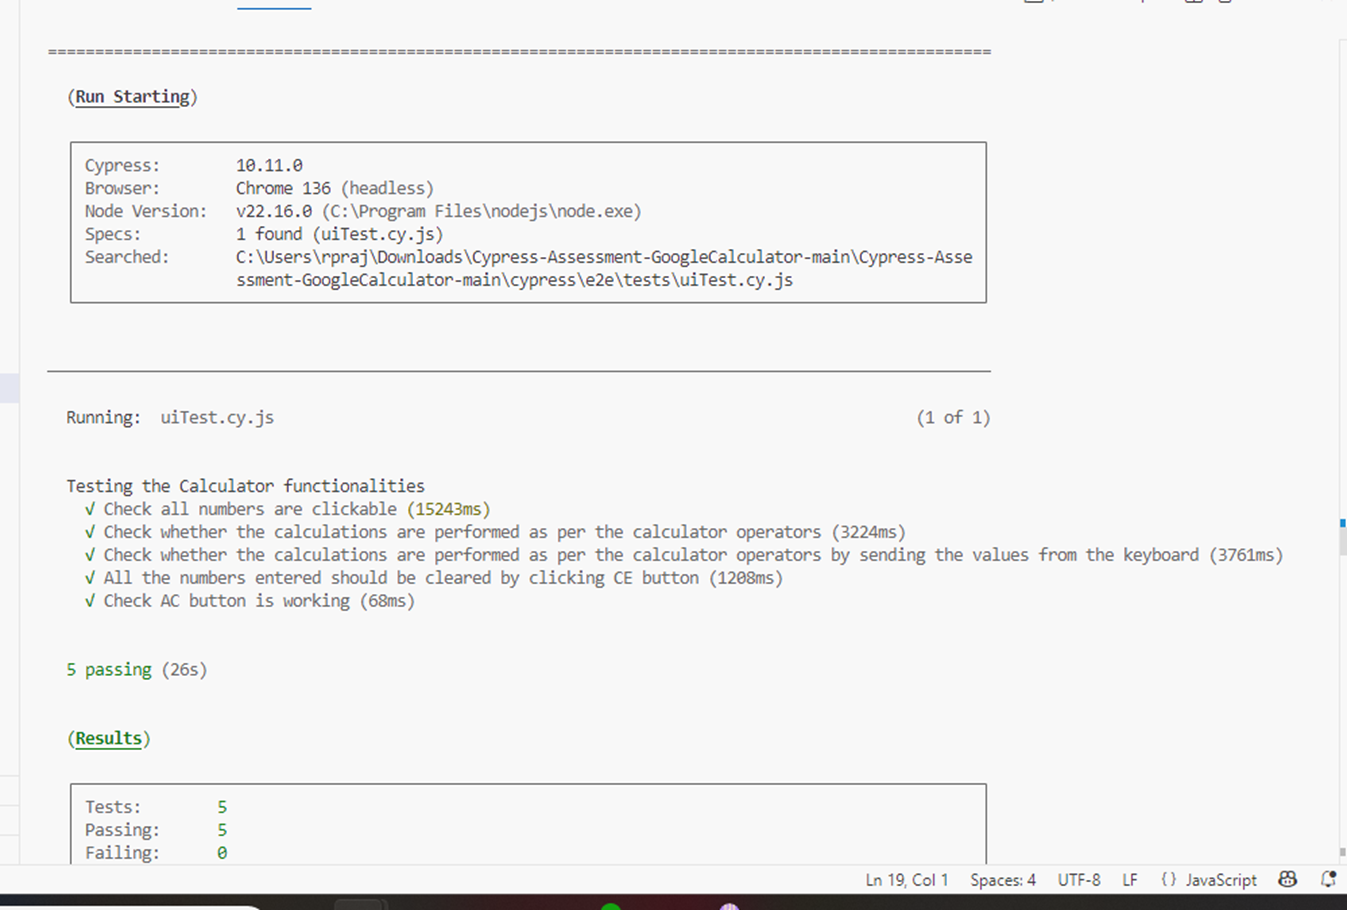 ====================================================================================================
(Run Starting)
Cypress: 10.11.0
Browser: Chrome 136 (headless)
Node Version: v22.16.0 (C:\Program Files\nodejs\node.exe)
Specs: 1 found (uiTest.cy.js)
Searched: C:\Users\rpraj\Downloads\Cypress-Assessment-GoogleCalculator-main\Cypress-Asse
ssment-GoogleCalculator-main\cypress\e2e\tests\uiTest.cy.js
Running: uiTest.cy.js (1 of 1)
Testing the Calculator functionalities
√ Check all numbers are clickable (15243ms)
√ Check whether the calculations are performed as per the calculator operators (3224ms)
√ Check whether the calculations are performed as per the calculator operators by sending the values from the keyboard (3761ms)
√ All the numbers entered should be cleared by clicking CE button (1208ms)
√ Check AC button is working (68ms)
5 passing (26s)
(Results)
Tests: 5
Passing: 5
Failing: 0
Ln 19, Col 1 Spaces: 4 UTF-8 LF {} JavaScript